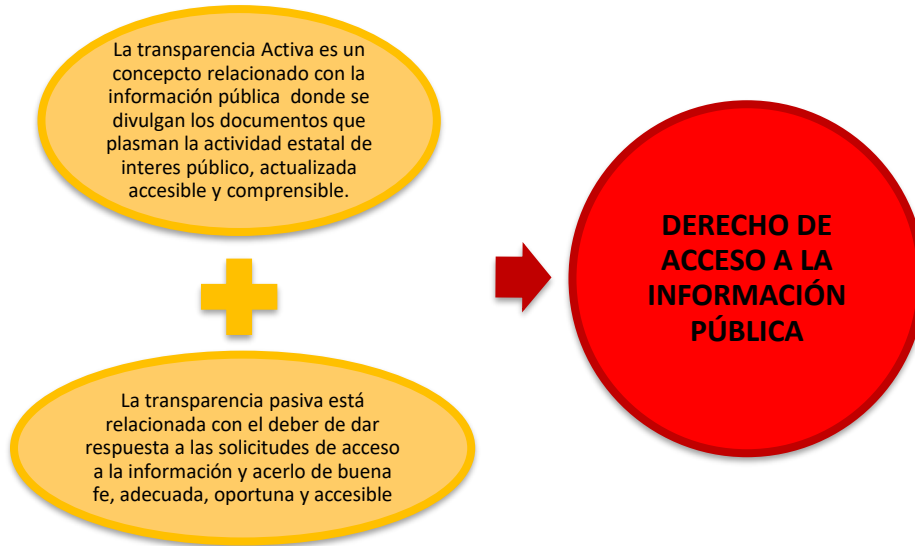 La transparencia Activa es un
concepcto relacionado con la
información pública donde se
divulgan los documentos que
plasman la actividad estatal de
interes público, actualizada
accesible y comprensible.
La transparencia pasiva está
relacionada con el deber de dar
respuesta a las solicitudes de acceso
a la información y acerlo de buena
fe, adecuada, oportuna y accesible
DERECHO DE
ACCESO A LA
INFORMACIÓN
PÚBLICA